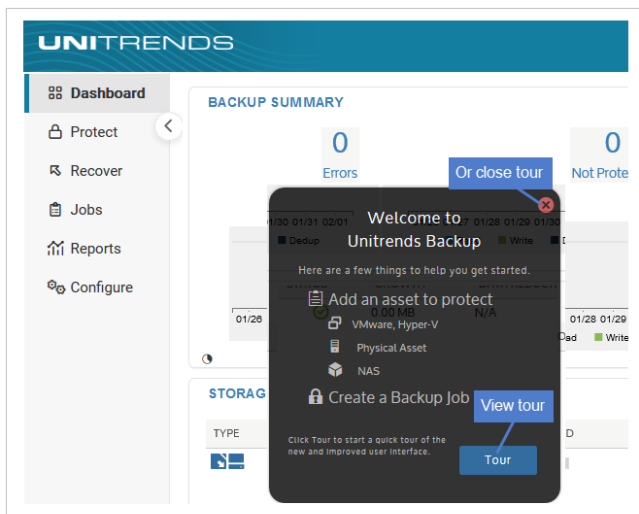 UNITRENDS
Dashboard
Protect
Recover
Jobs
Reports
Configure
BACKUP SUMMARY
0
Errors
0
Not Prote
Or close tour
Welcome to
Unitrends Backup
1/30 01/31 02/01
27 01/28 01/29 01/30
Dedup
Write
Here are a few things to help you get started.
Add an asset to protect
01/26
0.00 MB
N/A
01/28 01/29
VMware, Hyper-V
ad
Write
Physical Asset
NAS
STORAG
Create a Backup Job
View tour
TYPE
D
Click Tour to start a quick tour of the
new and improved user interface.
Tour